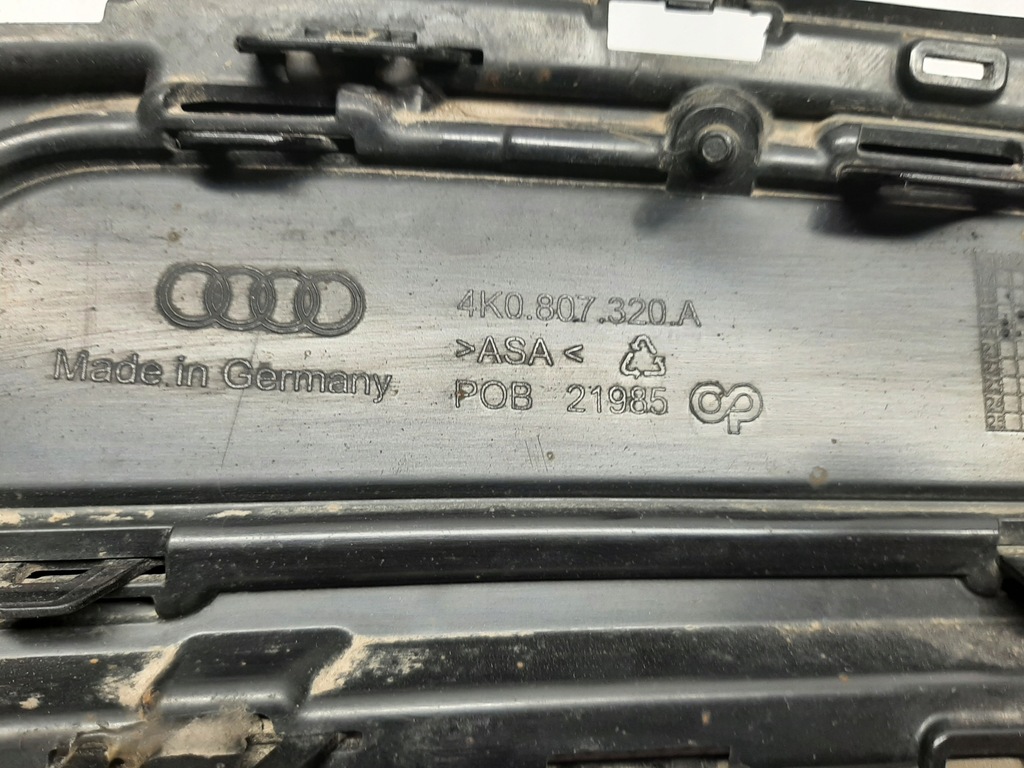 4K0.807.320.A
>ASA<
Made in Germany
POB 21985